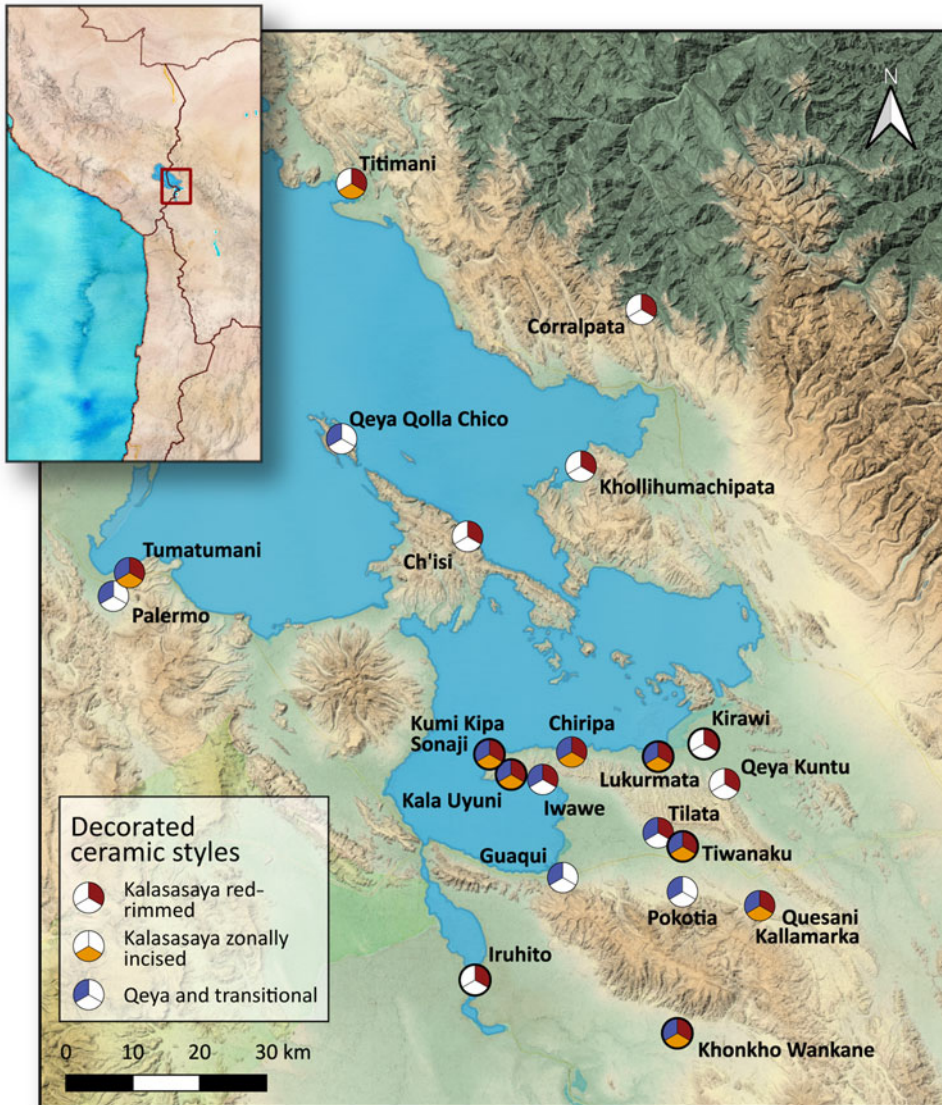 N
Titimani
Corralpata
Qeya Qolla Chico
Khollihumachipata
Ch'isi
Tumatumani
Palermo
Kumi Kipa
Sonaji
Chiripa
Kirawi
Lukurmata
Qeya Kuntu
Kala Uyuni
Iwawe
Tilata
Tiwanaku
Guaqui
Pokotia
Quesani
Kallamarka
Iruhito
Khonkho Wankane
Decorated
ceramic styles
Kalasasaya red-
rimmed
Kalasasaya zonally
incised
Qeya and transitional
0 10 20 30 km